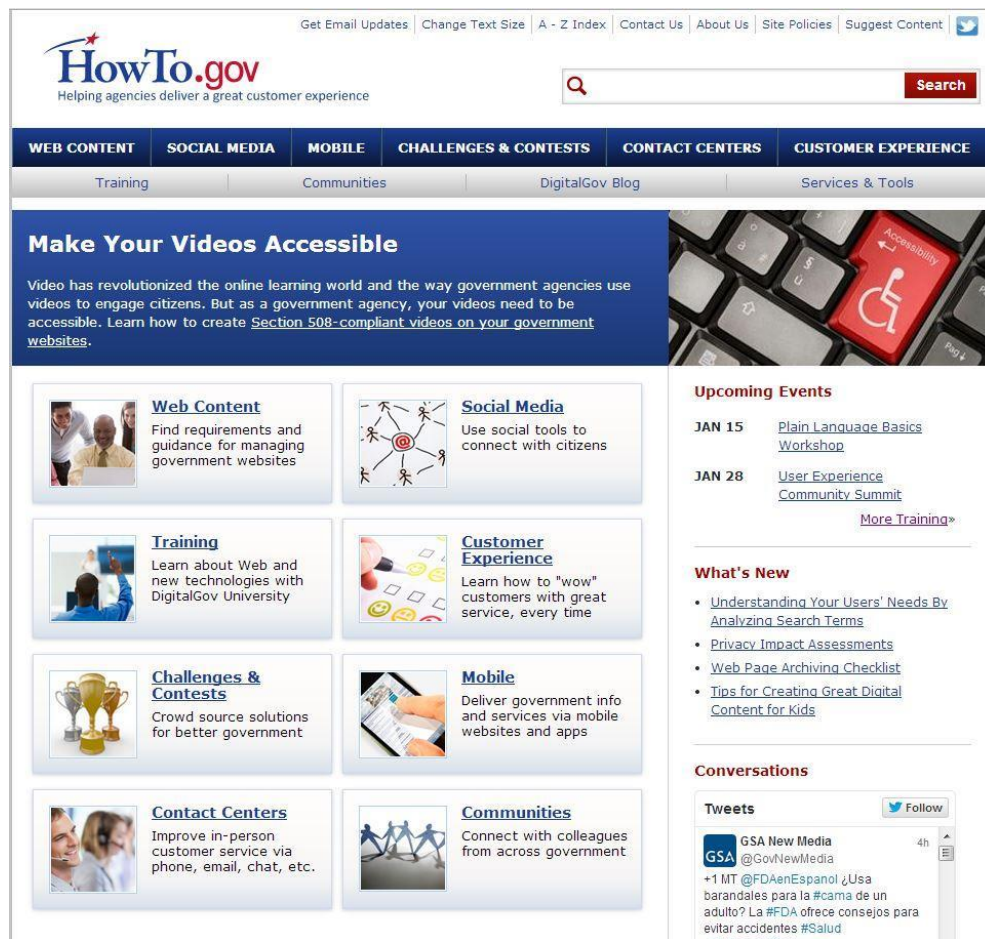 Get Email Updates | Change Text Size | A - Z Index | Contact Us | About Us | Site Policies | Suggest Content
HowTo.gov
Helping agencies deliver a great customer experience
Search
WEB CONTENT
SOCIAL MEDIA
MOBILE
CHALLENGES & CONTESTS
CONTACT CENTERS
CUSTOMER EXPERIENCE
Training
Communities
DigitalGov Blog
Services & Tools
Make Your Videos Accessible
Video has revolutionized the online learning world and the way government agencies use
videos to engage citizens. But as a government agency, your videos need to be
accessible. Learn how to create Section 508-compliant videos on your government
websites.
Accessibility
Pag
Web Content
Find requirements and
guidance for managing
government websites
Social Media
Use social tools to
connect with citizens
@
Training
Learn about Web and
new technologies with
DigitalGov University
Customer
Experience
Learn how to "wow"
customers with great
service, every time
Challenges &
Contests
Crowd source solutions
for better government
Mobile
Deliver government info
and services via mobile
websites and apps
Contact Centers
Improve in-person
customer service via
phone, email, chat, etc.
Communities
Connect with colleagues
from across government
Upcoming Events
JAN 15 Plain Language Basics
Workshop
JAN 28 User Experience
Community Summit
More Training»
What's New
• Understanding Your Users' Needs By
Analyzing Search Terms
• Privacy Impact Assessments
• Web Page Archiving Checklist
• Tips for Creating Great Digital
Content for Kids
Conversations
Tweets
Follow
GSA
GSA New Media 4h
@GovNewMedia
+1 MT @FDAenEspanol ¿Usa
barandales para la #cama de un
adulto? La #FDA ofrece consejos para
evitar accidentes #Salud